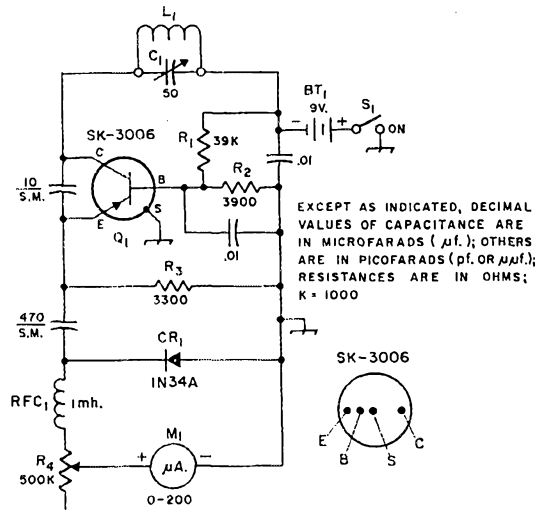 L₁
C₁
50
BT₁
9V.
S₁
- +
ON
SK-3006
R₁
39K
C
B
E
S
Q₁
10
S.M.
R₂
3900
.01
.01
EXCEPT AS INDICATED, DECIMAL
VALUES OF CAPACITANCE ARE
IN MICROFARADS (μf.); OTHERS
ARE IN PICOFARADS (pf. OR μμf.);
RESISTANCES ARE IN OHMS;
K = 1000
R₃
3300
470
S.M.
CR₁
1N34A
SK-3006
E
B
S
C
RFC₁
1mh.
R₄
500K
M₁
+ -
μA.
0-200